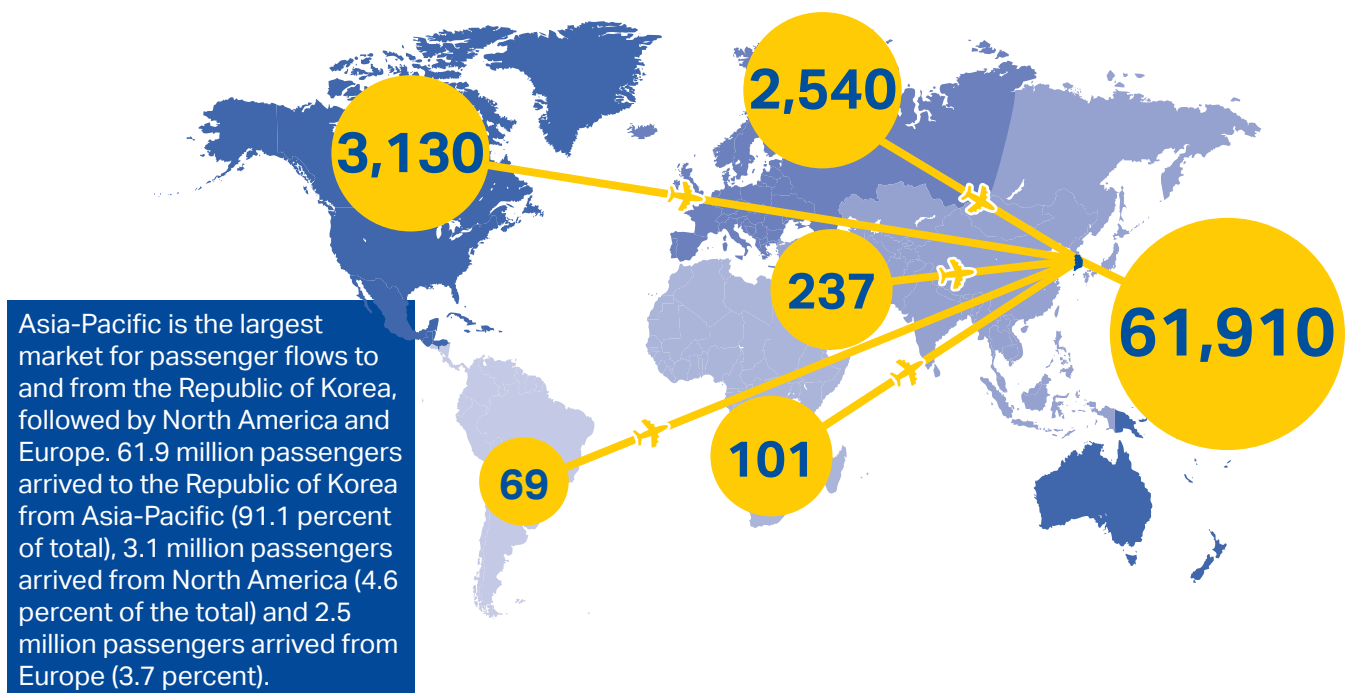 2,540
3,130
237
61,910
69
101
Asia-Pacific is the largest
market for passenger flows to
and from the Republic of Korea,
followed by North America and
Europe. 61.9 million passengers
arrived to the Republic of Korea
from Asia-Pacific (91.1 percent
of total), 3.1 million passengers
arrived from North America (4.6
percent of the total) and 2.5
million passengers arrived from
Europe (3.7 percent).